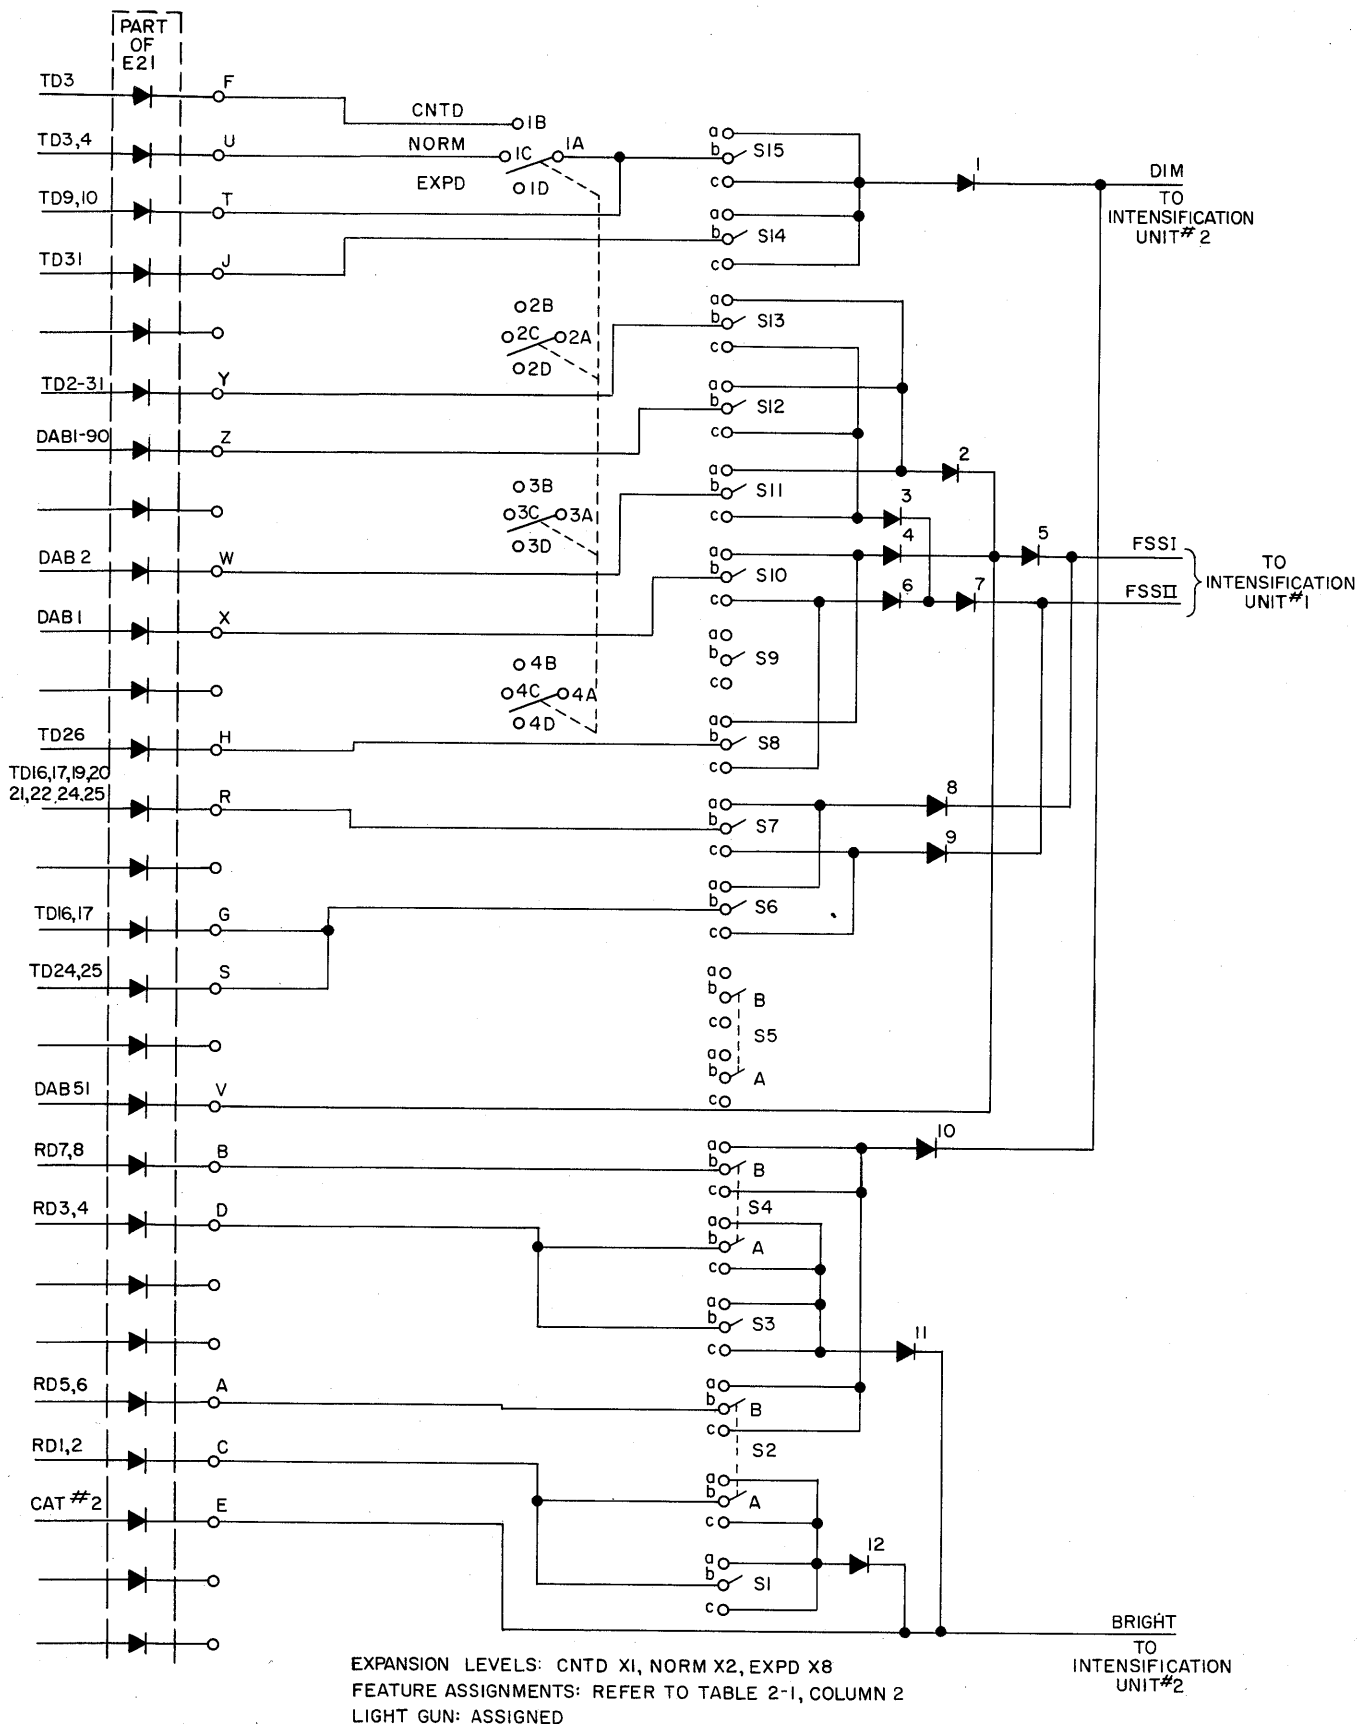 PART
OF
E21
TD3
F
CNTD
1B
TD3,4
U
NORM
1C
1A
EXPD
1D
TD9,10
T
TD31
J
2B
2C
2A
2D
TD2-31
Y
DAB1-90
Z
3B
3C
3A
3D
DAB 2
W
DAB 1
X
4B
4C
4A
4D
TD26
H
TD16,17,19,20
21,22,24,25
R
TD16,17
G
TD24,25
S
DAB 51
V
RD7,8
B
RD3,4
D
RD5,6
A
RD1,2
C
CAT #2
E
a
b
S15
c
a
b
S14
c
a
b
S13
c
a
b
S12
c
a
b
S11
c
a
b
S10
c
a
b
S9
c
a
b
S8
c
a
b
S7
c
a
b
S6
c
a
b
B
c
S5
a
b
A
c
a
b
B
c
S4
a
b
A
c
a
b
S3
c
a
b
B
c
S2
a
b
A
c
a
b
S1
c
1
2
3
4
5
6
7
8
9
10
11
12
DIM
TO
INTENSIFICATION
UNIT #2
FSSI
FSSII
TO
INTENSIFICATION
UNIT #1
BRIGHT
TO
INTENSIFICATION
UNIT #2
EXPANSION LEVELS: CNTD X1, NORM X2, EXPD X8
FEATURE ASSIGNMENTS: REFER TO TABLE 2-1, COLUMN 2
LIGHT GUN: ASSIGNED